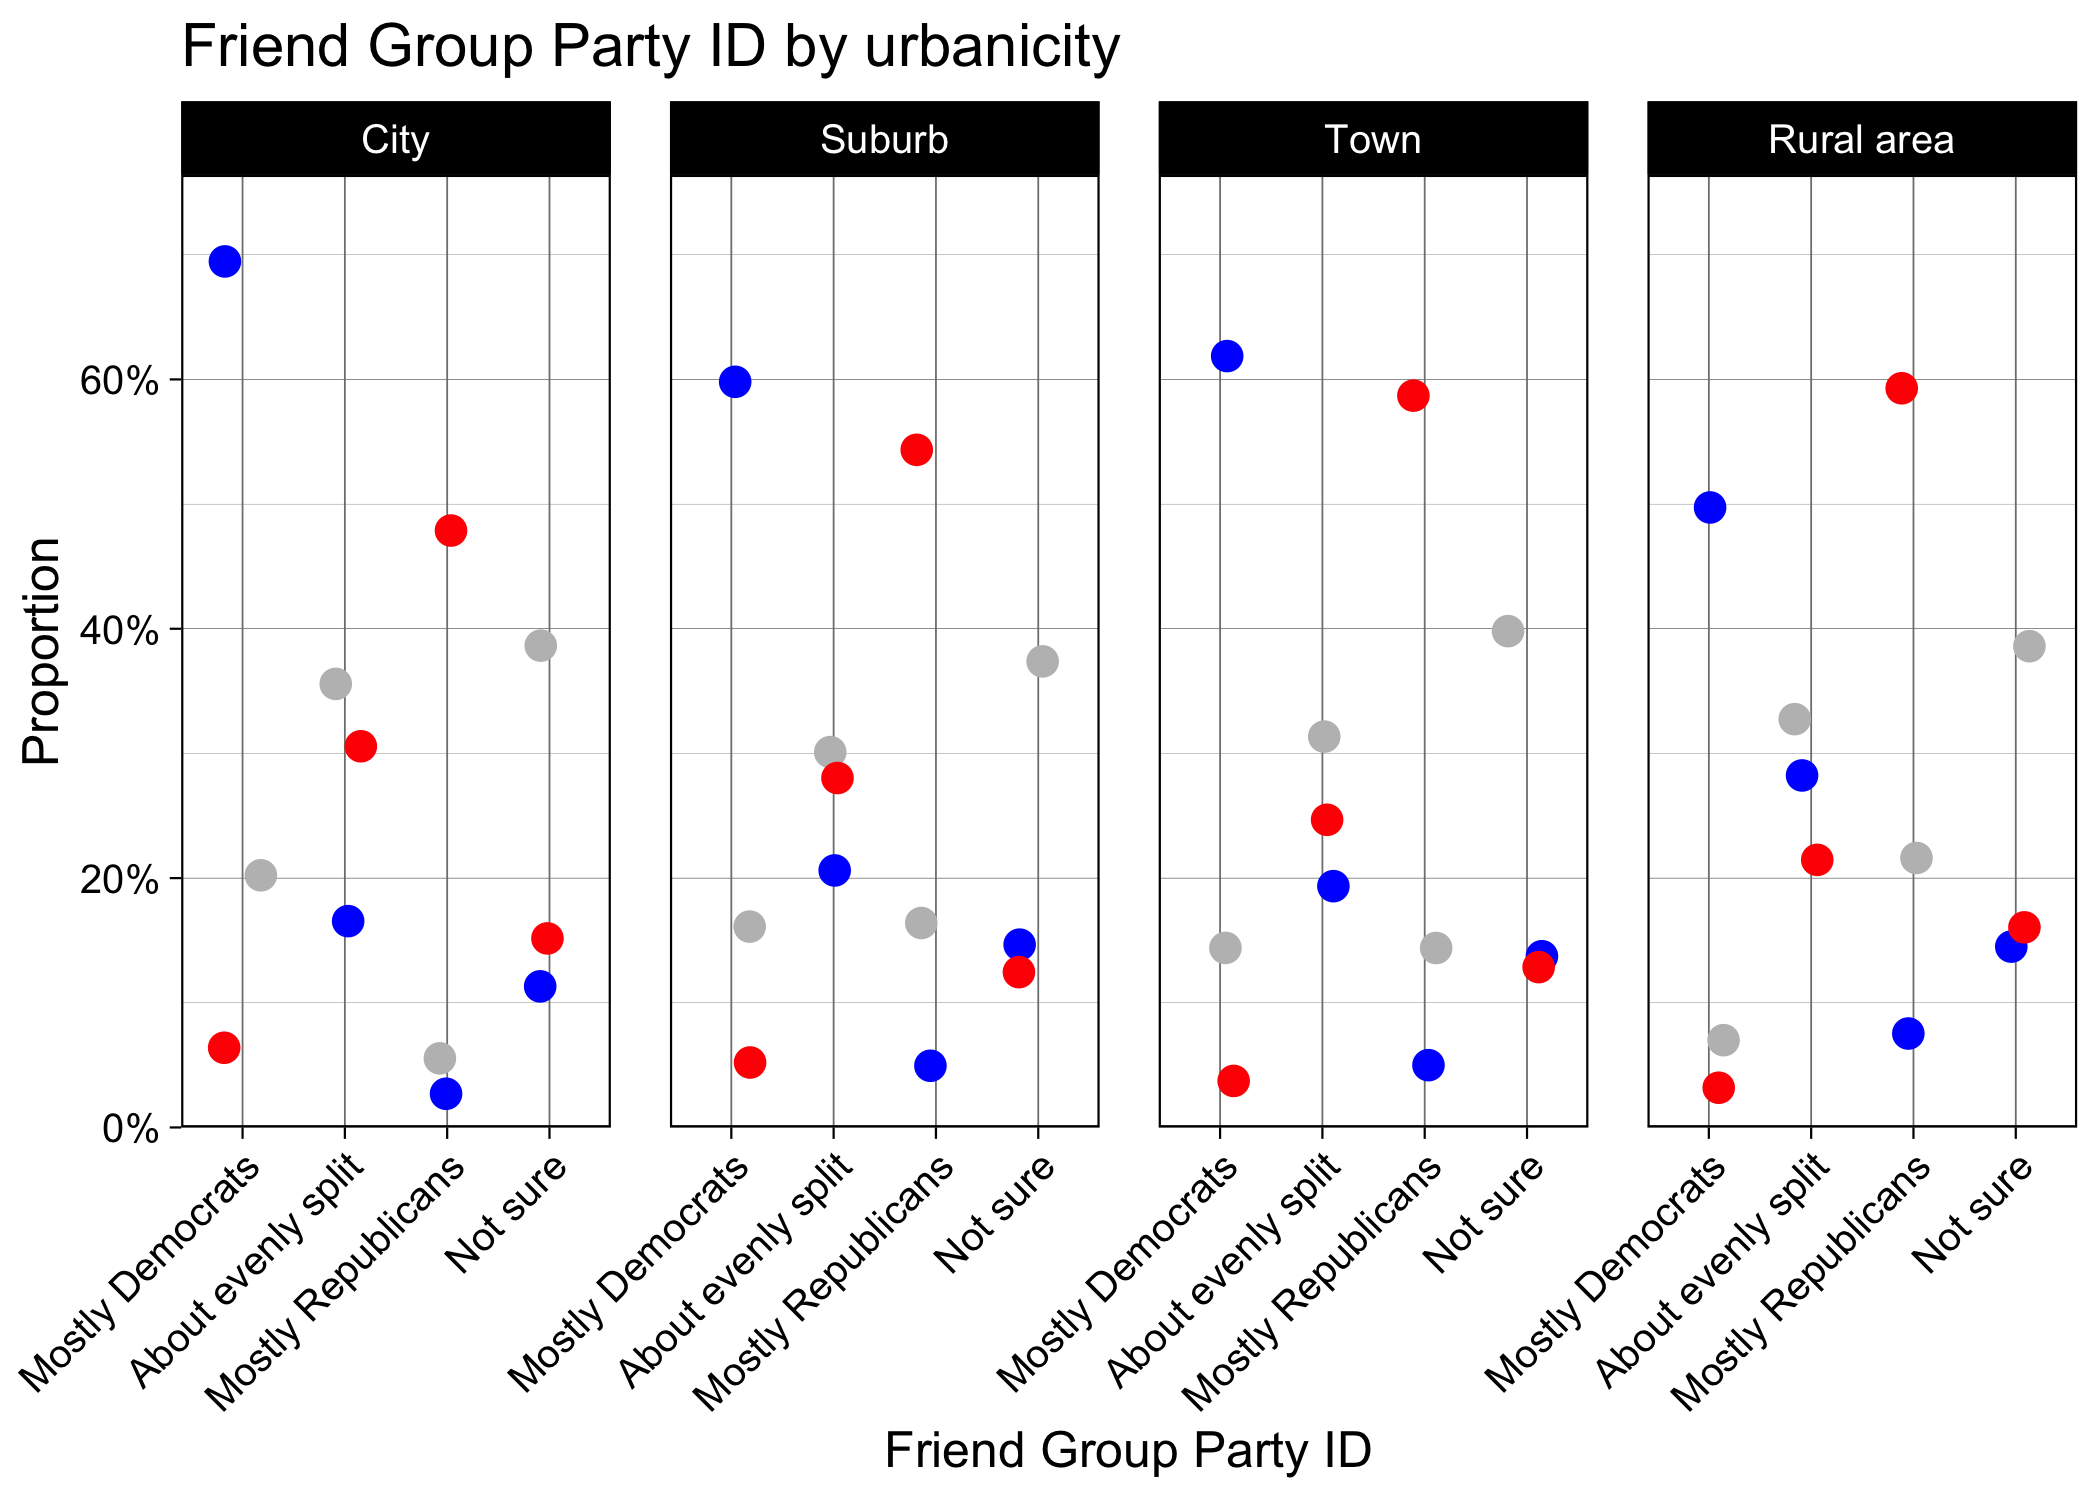 Friend Group Party ID by urbanicity
City
Suburb
Town
Rural area
Proportion
60%
40%
20%
0%
Mostly Democrats
About evenly split
Mostly Republicans
Not sure
Mostly Democrats
About evenly split
Mostly Republicans
Not sure
Mostly Democrats
About evenly split
Mostly Republicans
Not sure
Mostly Democrats
About evenly split
Mostly Republicans
Not sure
Friend Group Party ID